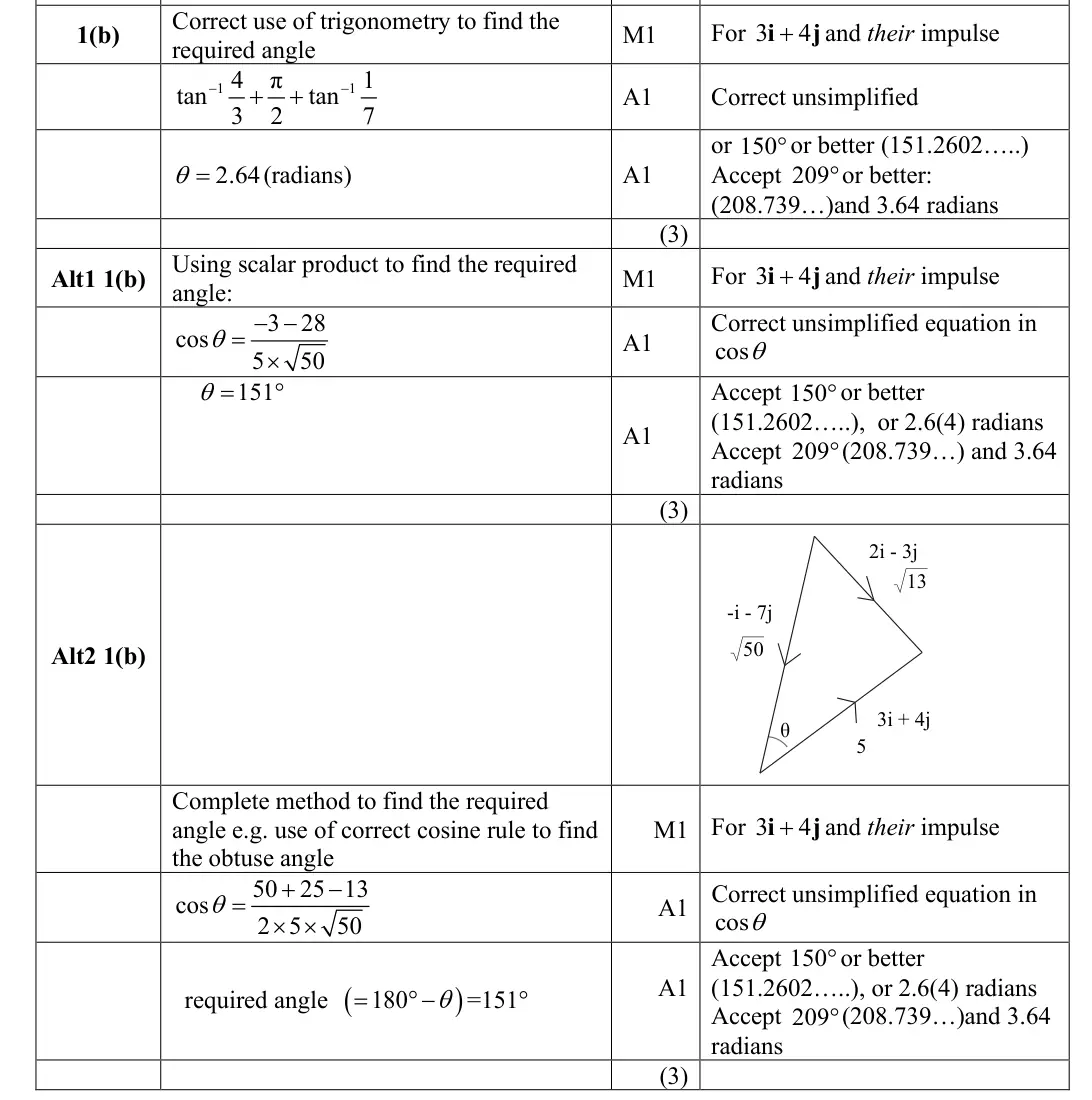 1(b) Correct use of trigonometry to find the required angle M1 For 3i + 4j and their impulse
tan⁻¹ 4/3 + π/2 + tan⁻¹ 1/7 A1 Correct unsimplified
θ = 2.64 (radians) A1 or 150° or better (151.2602…..)
Accept 209° or better:
(208.739…)and 3.64 radians
(3)
Alt1 1(b) Using scalar product to find the required angle: M1 For 3i + 4j and their impulse
cos θ = (−3 − 28)/(5 × √50) A1 Correct unsimplified equation in cos θ
θ = 151° A1 Accept 150° or better
(151.2602…..), or 2.6(4) radians
Accept 209° (208.739…) and 3.64
radians
(3)
Alt2 1(b)
2i - 3j
√13
-i - 7j
√50
θ
3i + 4j
5
Complete method to find the required
angle e.g. use of correct cosine rule to find
the obtuse angle M1 For 3i + 4j and their impulse
cos θ = (50 + 25 − 13)/(2 × 5 × √50) A1 Correct unsimplified equation in cos θ
required angle (= 180° − θ) =151° A1 Accept 150° or better
(151.2602…..), or 2.6(4) radians
Accept 209° (208.739…)and 3.64
radians
(3)